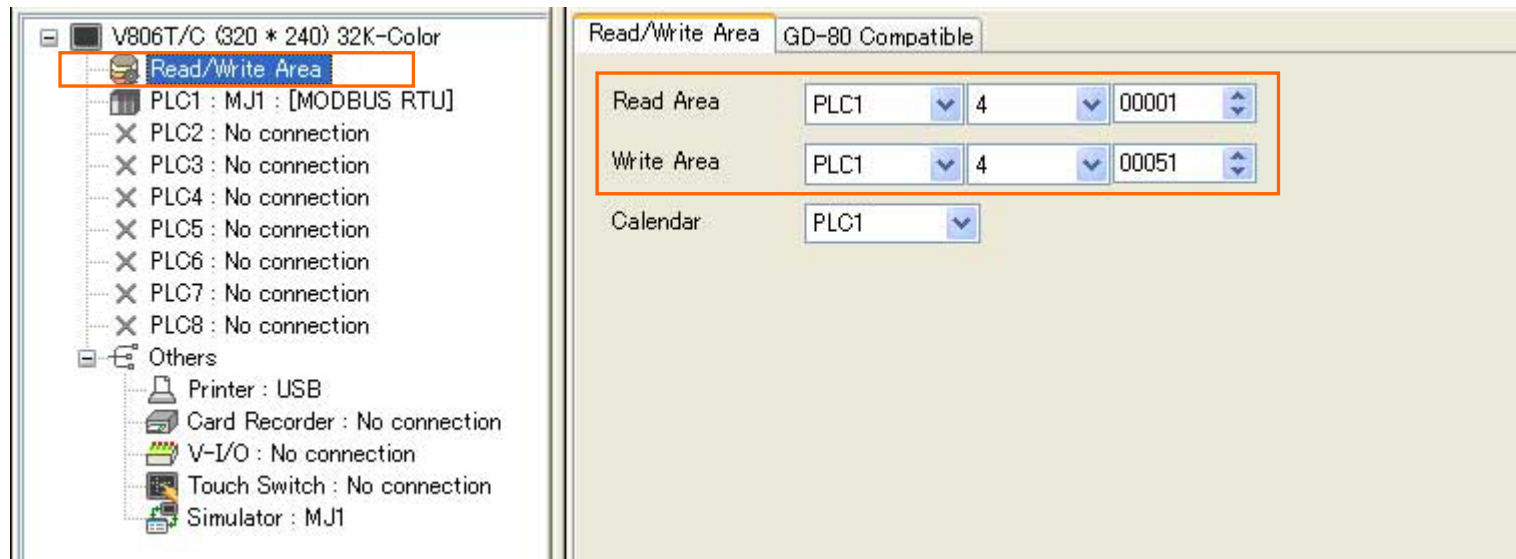 V806T/C (320 * 240) 32K-Color
Read/Write Area
PLC1 : MJ1 : [MODBUS RTU]
PLC2 : No connection
PLC3 : No connection
PLC4 : No connection
PLC5 : No connection
PLC6 : No connection
PLC7 : No connection
PLC8 : No connection
Others
Printer : USB
Card Recorder : No connection
V-I/O : No connection
Touch Switch : No connection
Simulator : MJ1
Read/Write Area GD-80 Compatible
Read Area PLC1 4 00001
Write Area PLC1 4 00051
Calendar PLC1